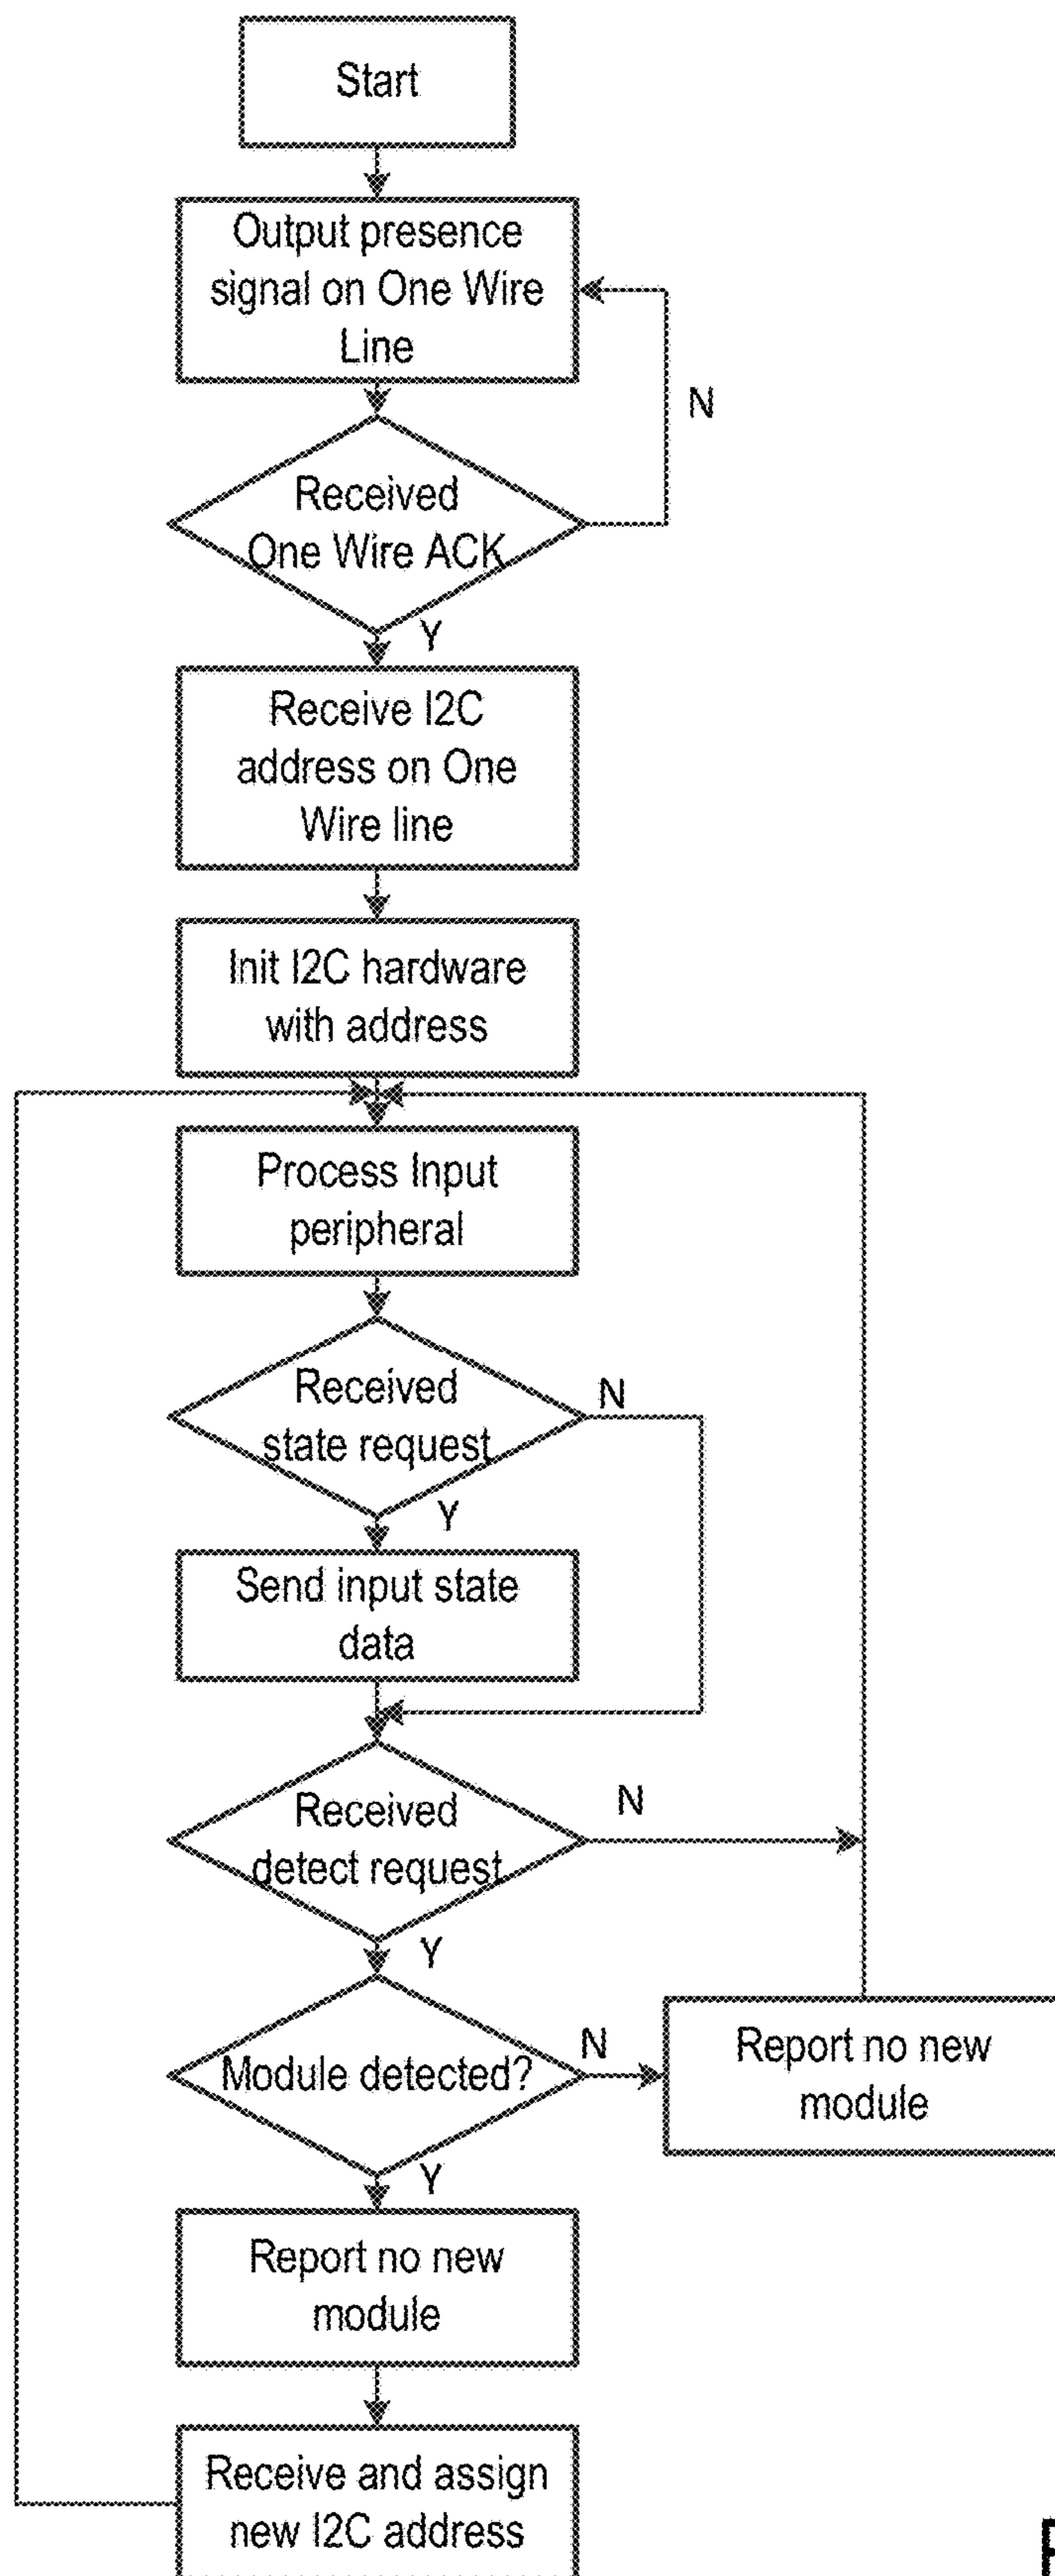 Start
Output presence
signal on One Wire
Line
N
Received
One Wire ACK
Y
Receive I2C
address on One
Wire line
Init I2C hardware
with address
Process Input
peripheral
Received
state request
N
Y
Send input state
data
Received
detect request
N
Y
Module detected?
N
Report no new
module
Y
Report no new
module
Receive and assign
new I2C address